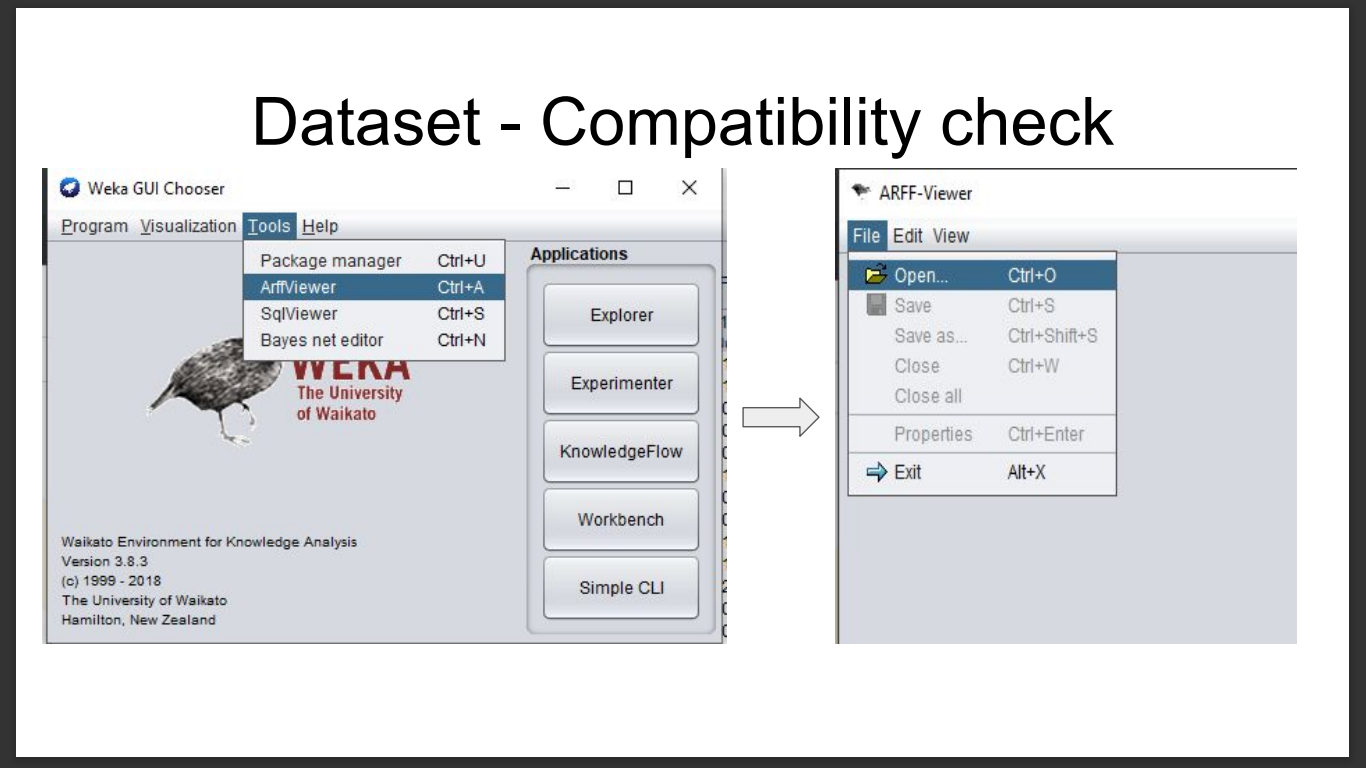 Dataset - Compatibility check
Weka GUI Chooser
Program Visualization Tools Help
Package manager Ctrl+U
ArffViewer Ctrl+A
SqlViewer Ctrl+S
Bayes net editor Ctrl+N
WEKA
The University
of Waikato
Waikato Environment for Knowledge Analysis
Version 3.8.3
(c) 1999 - 2018
The University of Waikato
Hamilton, New Zealand
Applications
Explorer
Experimenter
KnowledgeFlow
Workbench
Simple CLI
ARFF-Viewer
File Edit View
Open... Ctrl+O
Save Ctrl+S
Save as... Ctrl+Shift+S
Close Ctrl+W
Close all
Properties Ctrl+Enter
Exit Alt+X